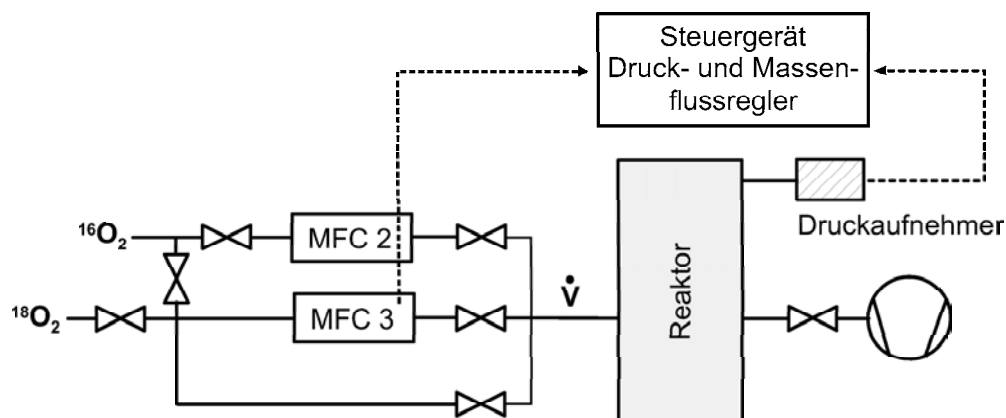 Steuergerät
Druck- und Massen-
flussregler
¹⁶O₂
MFC 2
Druckaufnehmer
¹⁸O₂
MFC 3
V̇
Reaktor